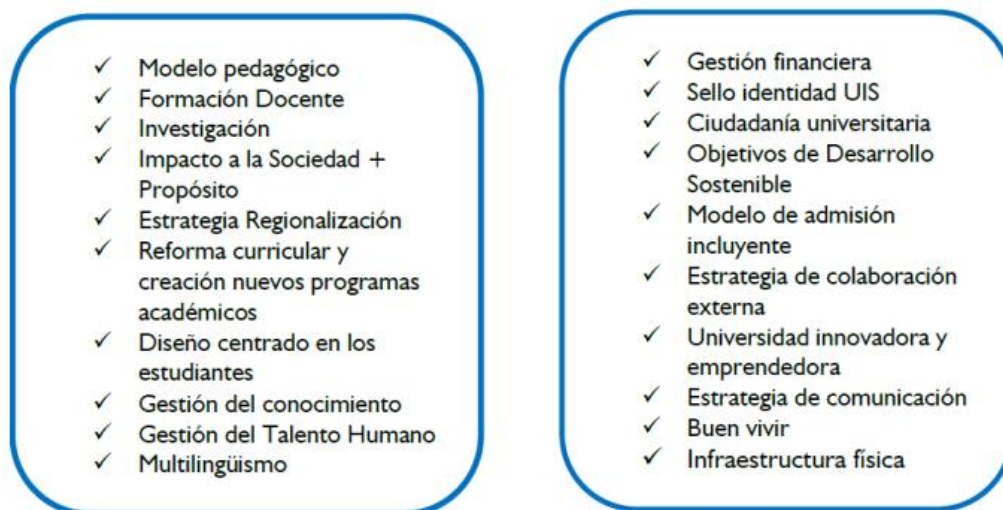 ✓ Modelo pedagógico
✓ Formación Docente
✓ Investigación
✓ Impacto a la Sociedad +
Propósito
✓ Estrategia Regionalización
✓ Reforma curricular y
creación nuevos programas
académicos
✓ Diseño centrado en los
estudiantes
✓ Gestión del conocimiento
✓ Gestión del Talento Humano
✓ Multilingüismo
✓ Gestión financiera
✓ Sello identidad UIS
✓ Ciudadanía universitaria
✓ Objetivos de Desarrollo
Sostenible
✓ Modelo de admisión
incluyente
✓ Estrategia de colaboración
externa
✓ Universidad innovadora y
emprendedora
✓ Estrategia de comunicación
✓ Buen vivir
✓ Infraestructura física